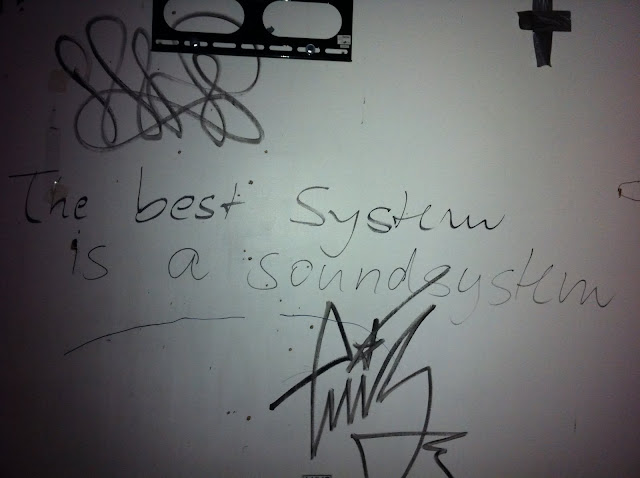 The best System
is a soundsystem